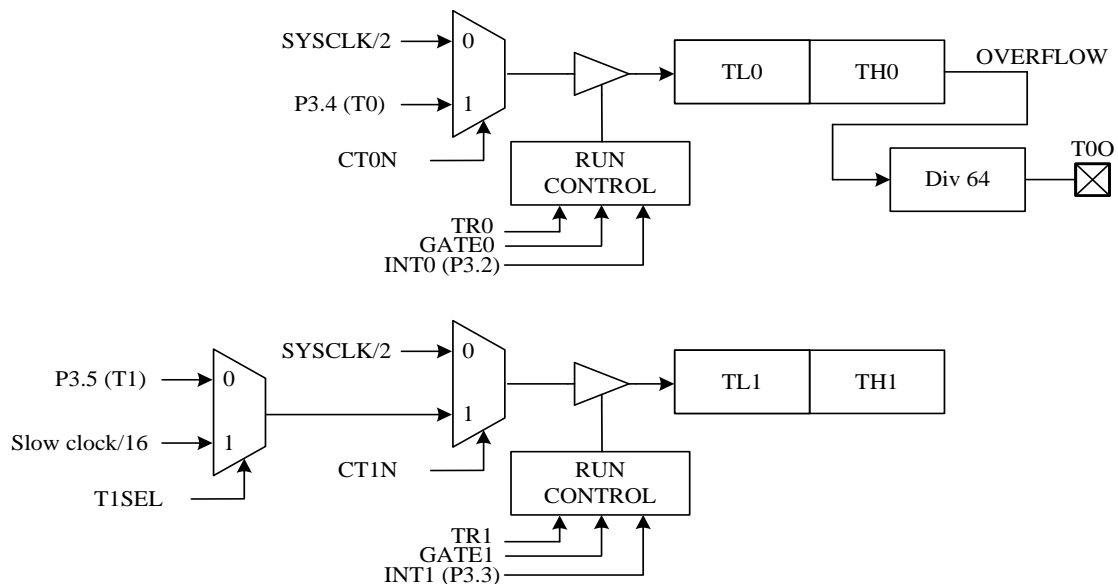 SYSCLK/2
0
TL0
TH0
OVERFLOW
P3.4 (T0)
1
T0O
CT0N
RUN
CONTROL
Div 64
TR0
GATE0
INT0 (P3.2)
SYSCLK/2
0
P3.5 (T1)
0
TL1
TH1
1
Slow clock/16
1
CT1N
RUN
CONTROL
T1SEL
TR1
GATE1
INT1 (P3.3)